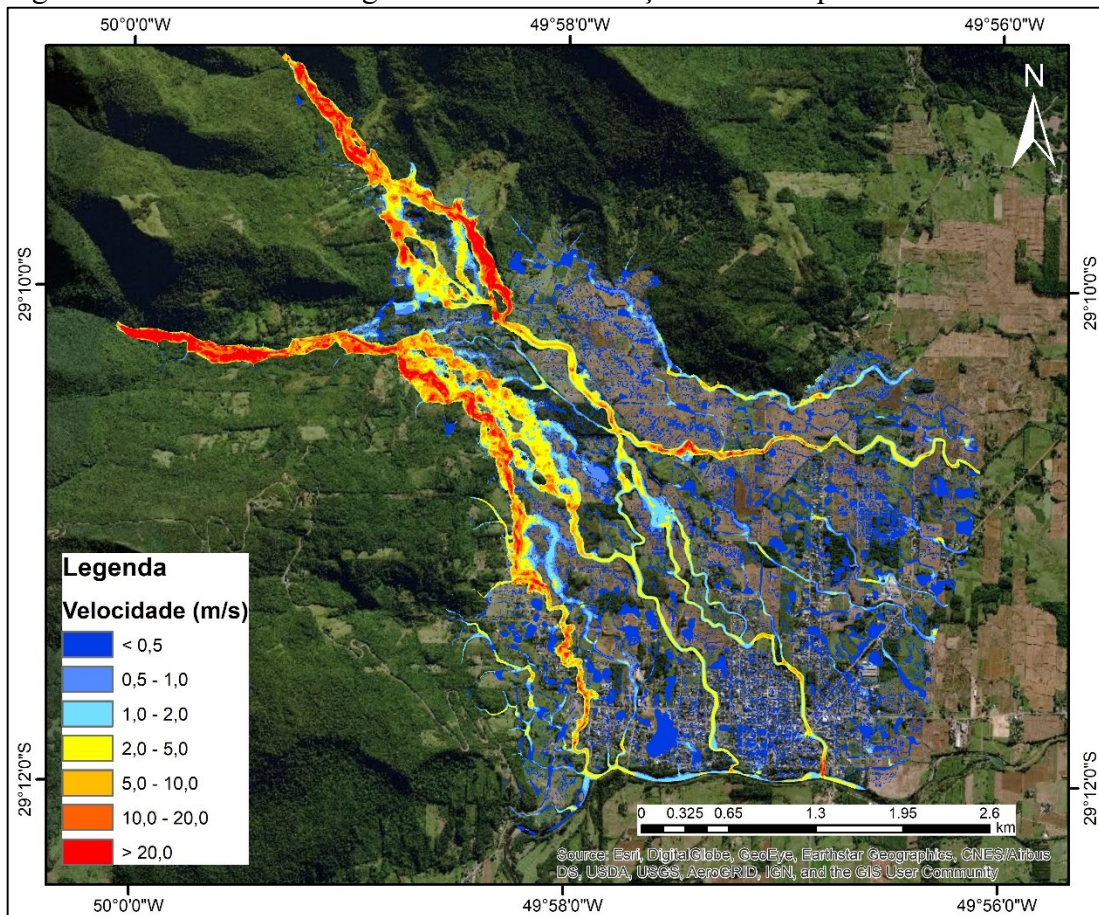 50°0'0"W 49°58'0"W 49°56'0"W
N
29°10'0"S 29°10'0"S
Legenda
Velocidade (m/s)
< 0,5
0,5 - 1,0
1,0 - 2,0
2,0 - 5,0
5,0 - 10,0
10,0 - 20,0
> 20,0
29°12'0"S 29°12'0"S
0 0.325 0.65 1.3 1.95 2.6
km
Source: Esri, DigitalGlobe, GeoEye, Earthstar Geographics, CNES/Airbus
DS, USDA, USGS, AeroGRID, IGN, and the GIS User Community
50°0'0"W 49°58'0"W 49°56'0"W